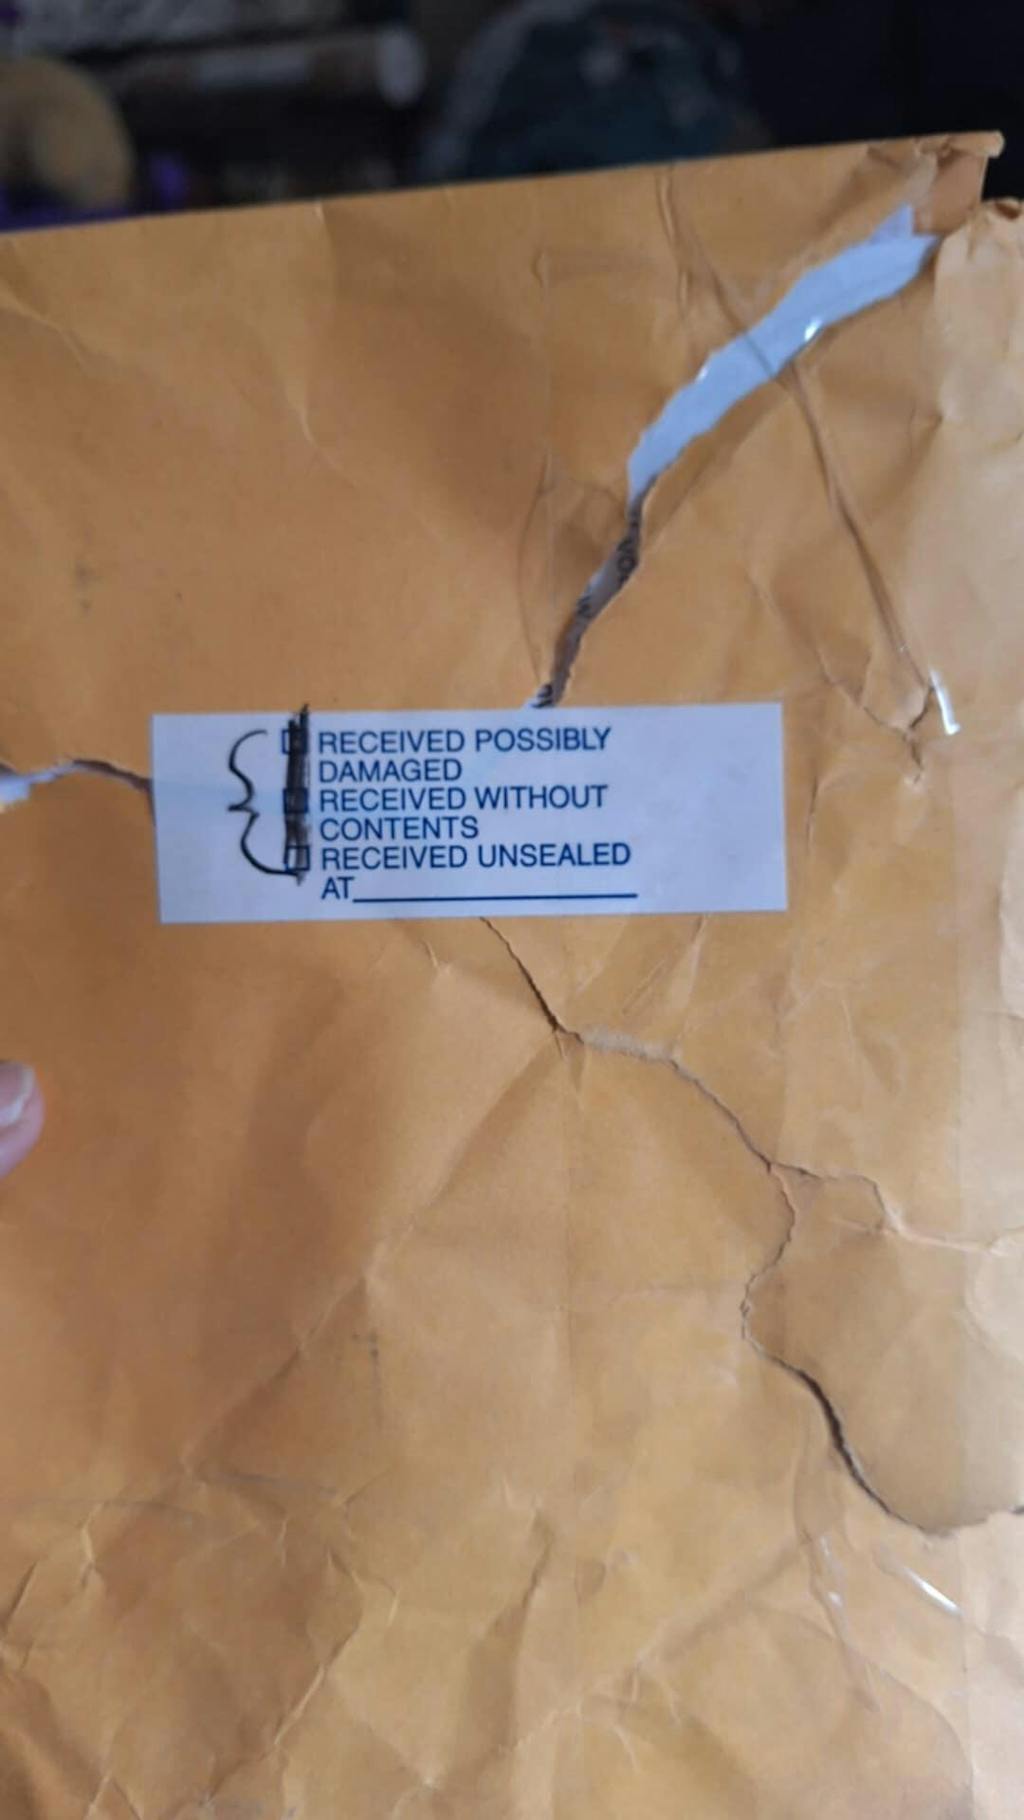 RECEIVED POSSIBLY
DAMAGED
RECEIVED WITHOUT
CONTENTS
RECEIVED UNSEALED
AT